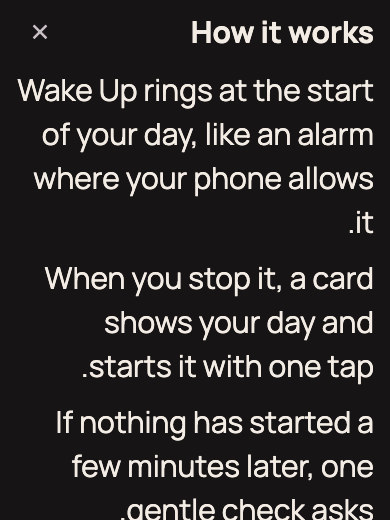 How it works
Wake Up rings at the start
of your day, like an alarm
where your phone allows
.it
When you stop it, a card
shows your day and
.starts it with one tap
If nothing has started a
few minutes later, one
.gentle check asks